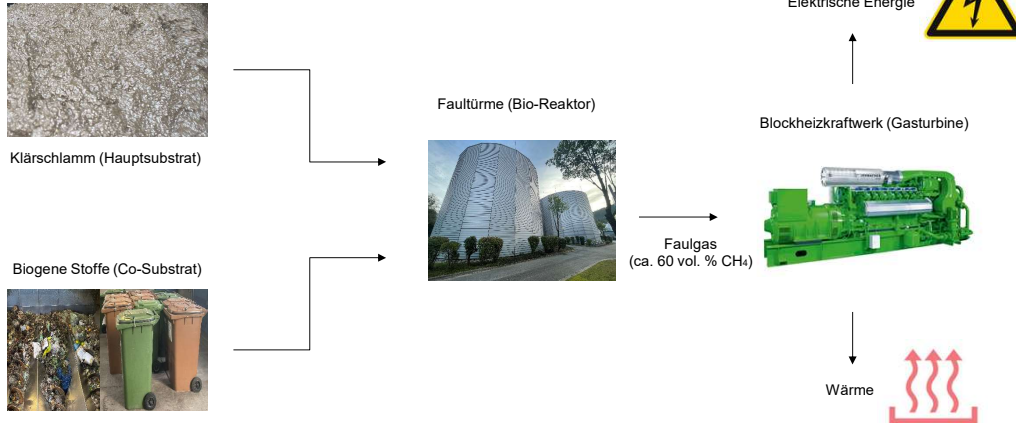 Elektrische Energie
Faultürme (Bio-Reaktor)
Blockheizkraftwerk (Gasturbine)
Klärschlamm (Hauptsubstrat)
Faulgas
(ca. 60 vol. % CH₄)
Biogene Stoffe (Co-Substrat)
Wärme